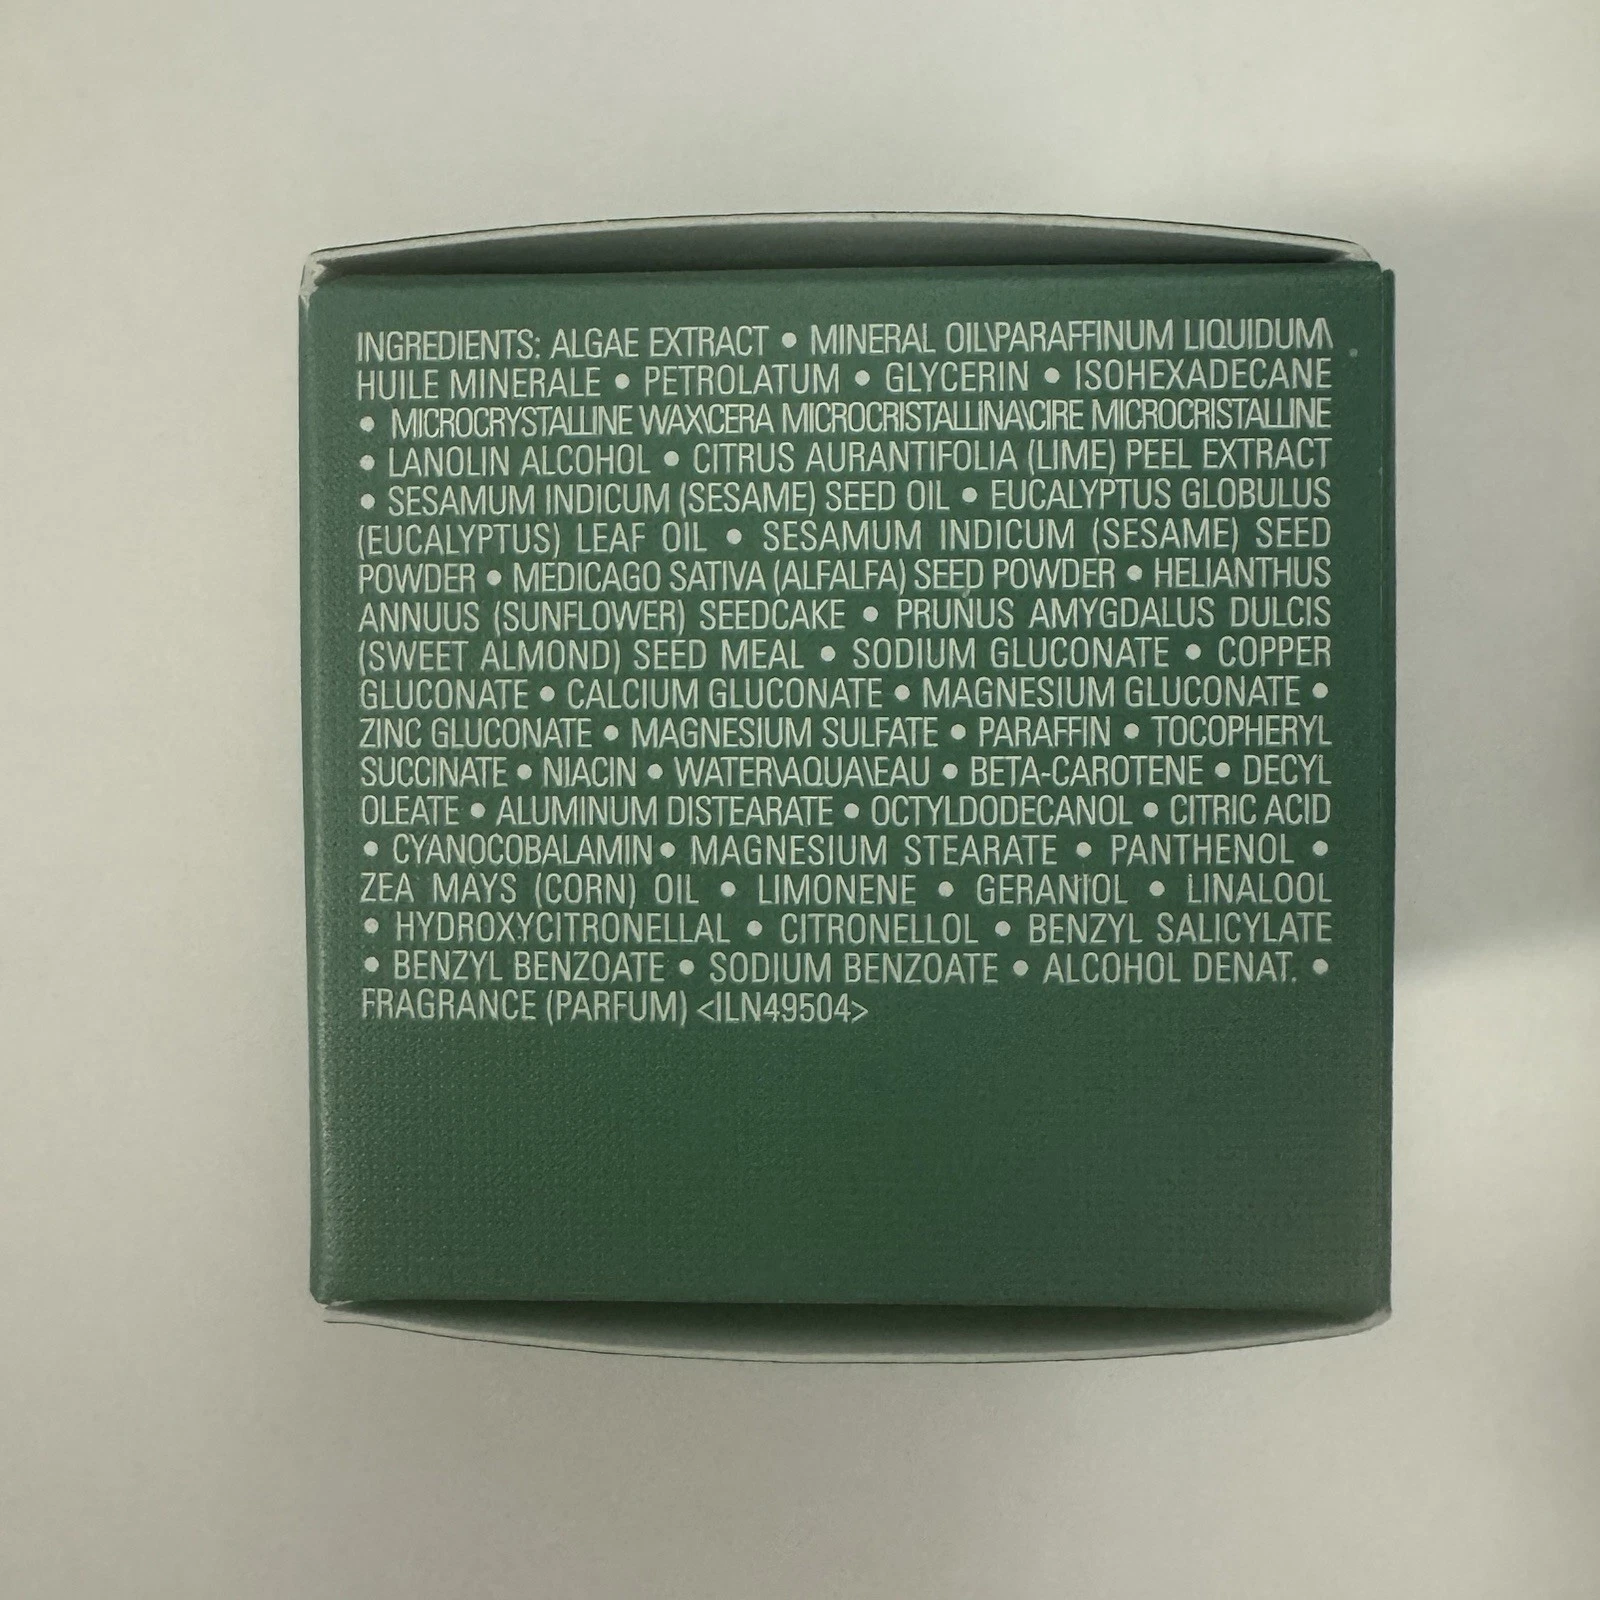 INGREDIENTS: ALGAE EXTRACT • MINERAL OIL\PARAFFINUM LIQUIDUM\
HUILE MINERALE • PETROLATUM • GLYCERIN • ISOHEXADECANE
• MICROCRYSTALLINE WAX\CERA MICROCRISTALLINA\CIRE MICROCRISTALLINE
• LANOLIN ALCOHOL • CITRUS AURANTIFOLIA (LIME) PEEL EXTRACT
• SESAMUM INDICUM (SESAME) SEED OIL • EUCALYPTUS GLOBULUS
(EUCALYPTUS) LEAF OIL • SESAMUM INDICUM (SESAME) SEED
POWDER • MEDICAGO SATIVA (ALFALFA) SEED POWDER • HELIANTHUS
ANNUUS (SUNFLOWER) SEEDCAKE • PRUNUS AMYGDALUS DULCIS
(SWEET ALMOND) SEED MEAL • SODIUM GLUCONATE • COPPER
GLUCONATE • CALCIUM GLUCONATE • MAGNESIUM GLUCONATE •
ZINC GLUCONATE • MAGNESIUM SULFATE • PARAFFIN • TOCOPHERYL
SUCCINATE • NIACIN • WATER\AQUA\EAU • BETA-CAROTENE • DECYL
OLEATE • ALUMINUM DISTEARATE • OCTYLDODECANOL • CITRIC ACID
• CYANOCOBALAMIN • MAGNESIUM STEARATE • PANTHENOL •
ZEA MAYS (CORN) OIL • LIMONENE • GERANIOL • LINALOOL
• HYDROXYCITRONELLAL • CITRONELLOL • BENZYL SALICYLATE
• BENZYL BENZOATE • SODIUM BENZOATE • ALCOHOL DENAT. •
FRAGRANCE (PARFUM) <ILN49504>